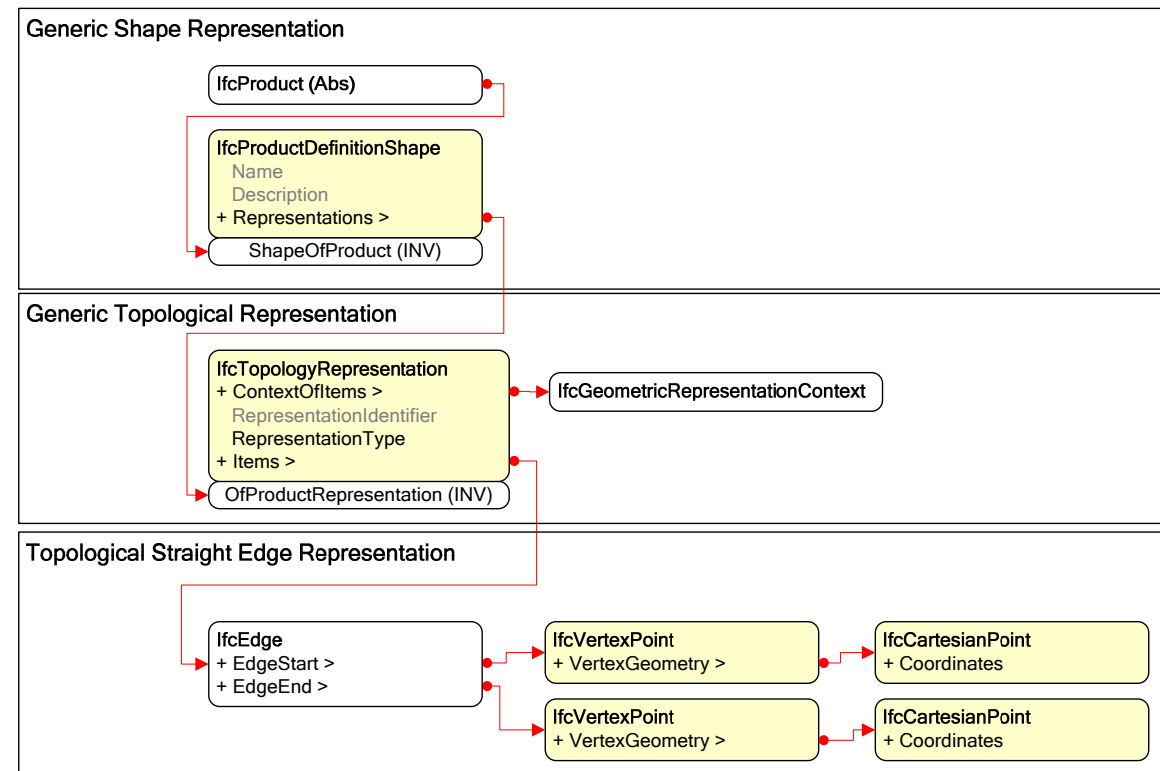 Generic Shape Representation
IfcProduct (Abs)
IfcProductDefinitionShape
Name
Description
+ Representations >
ShapeOfProduct (INV)
Generic Topological Representation
IfcTopologyRepresentation
+ ContextOfItems >
RepresentationIdentifier
RepresentationType
+ Items >
OfProductRepresentation (INV)
IfcGeometricRepresentationContext
Topological Straight Edge Representation
IfcEdge
+ EdgeStart >
+ EdgeEnd >
IfcVertexPoint
+ VertexGeometry >
IfcCartesianPoint
+ Coordinates
IfcVertexPoint
+ VertexGeometry >
IfcCartesianPoint
+ Coordinates